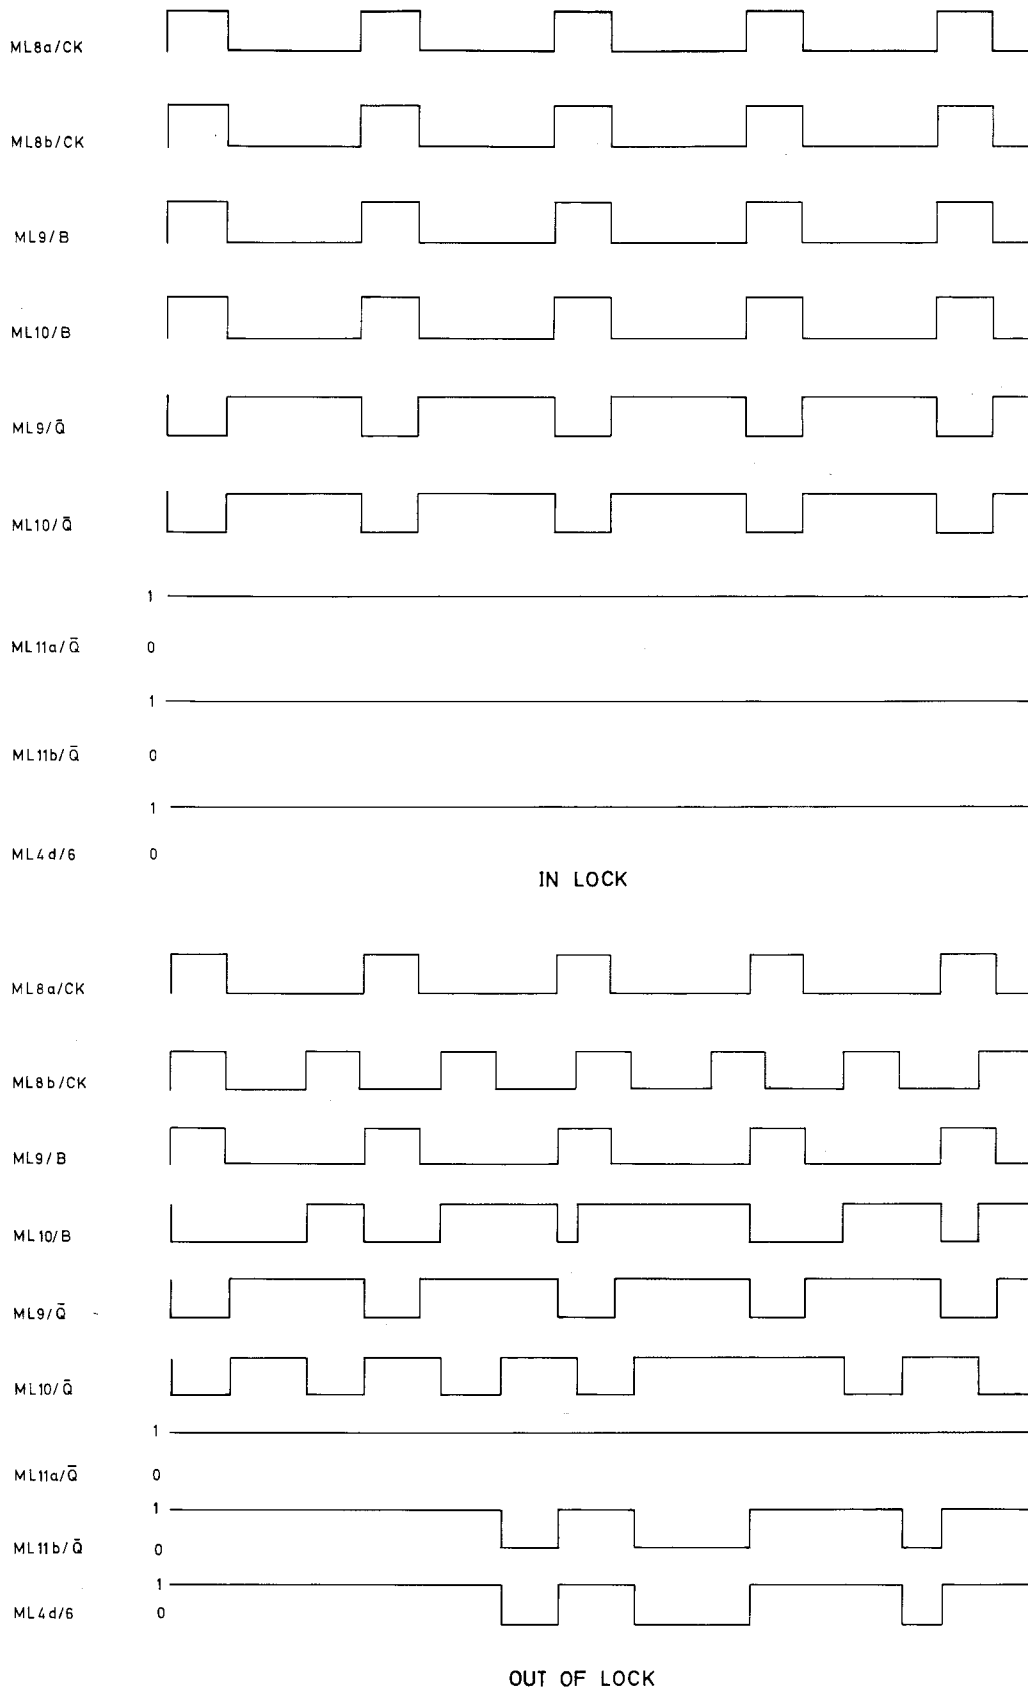 ML8a/CK
ML8b/CK
ML9/B
ML10/B
ML9/Q̄
ML10/Q̄
1
ML11a/Q̄ 0
1
ML11b/Q̄ 0
1
ML4d/6 0
IN LOCK
ML8a/CK
ML8b/CK
ML9/B
ML10/B
ML9/Q̄
ML10/Q̄
1
ML11a/Q̄ 0
1
ML11b/Q̄ 0
1
ML4d/6 0
OUT OF LOCK